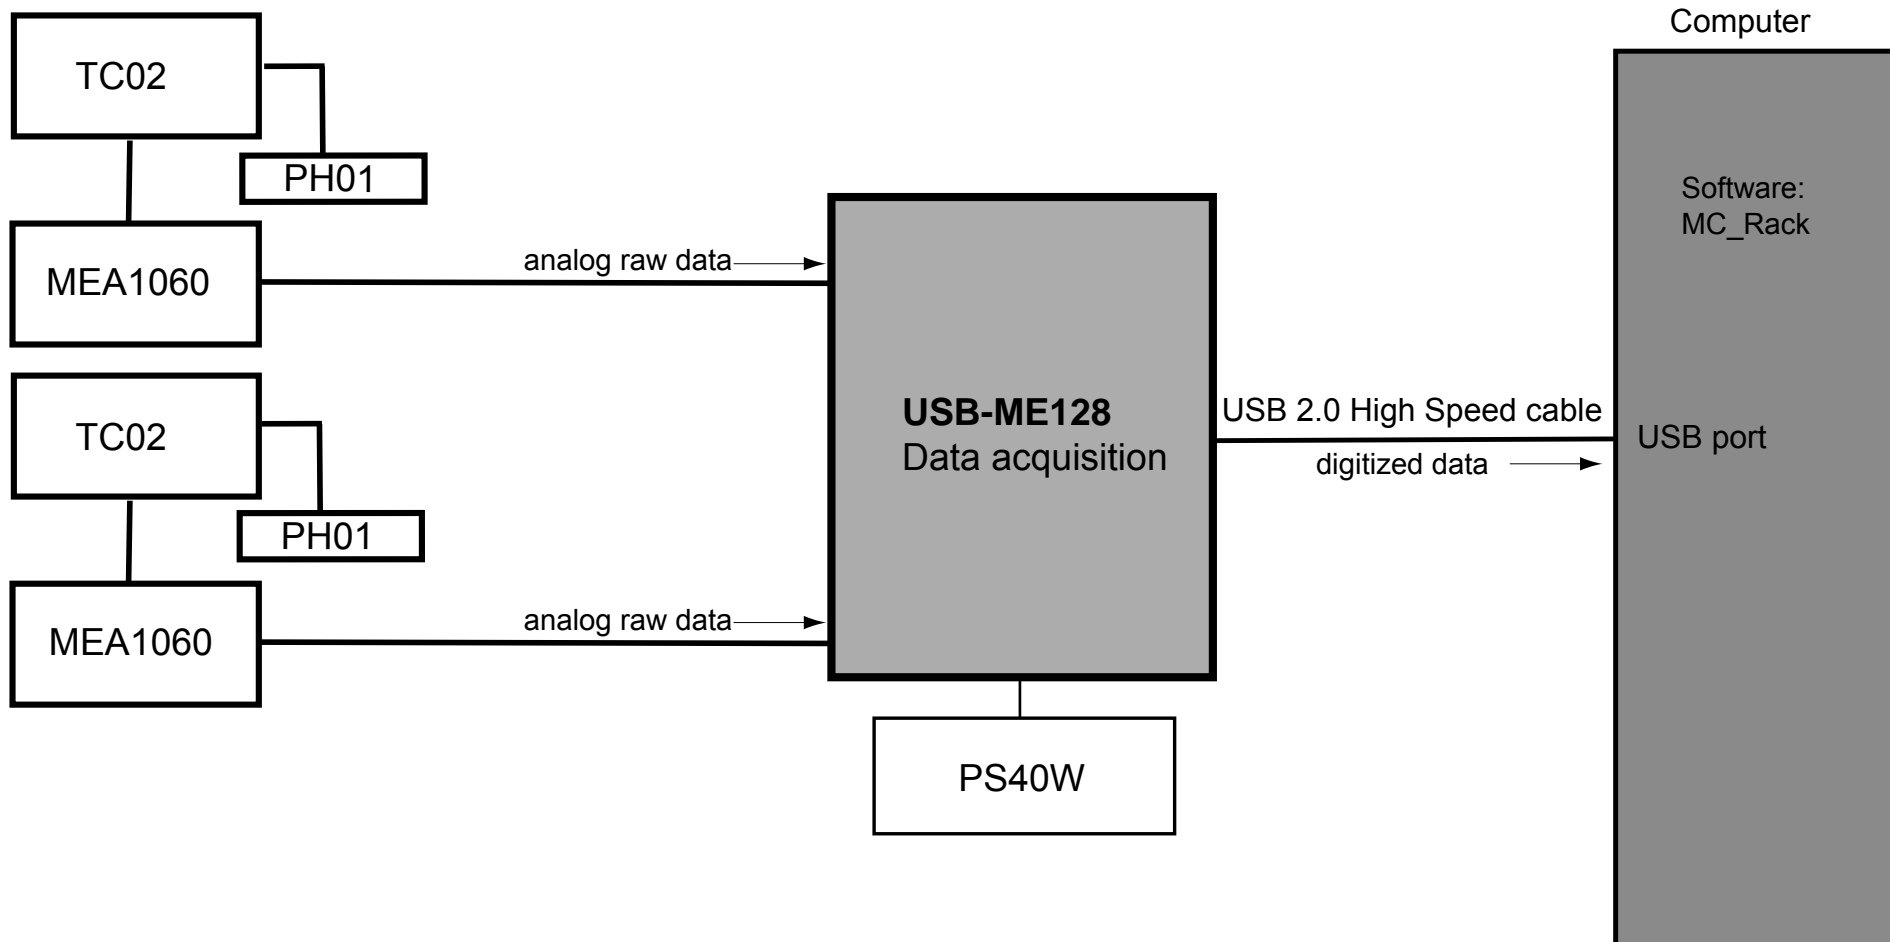 Computer
TC02
PH01
MEA1060
analog raw data
Software:
MC_Rack
TC02
PH01
MEA1060
analog raw data
USB-ME128
Data acquisition
USB 2.0 High Speed cable
digitized data
USB port
PS40W